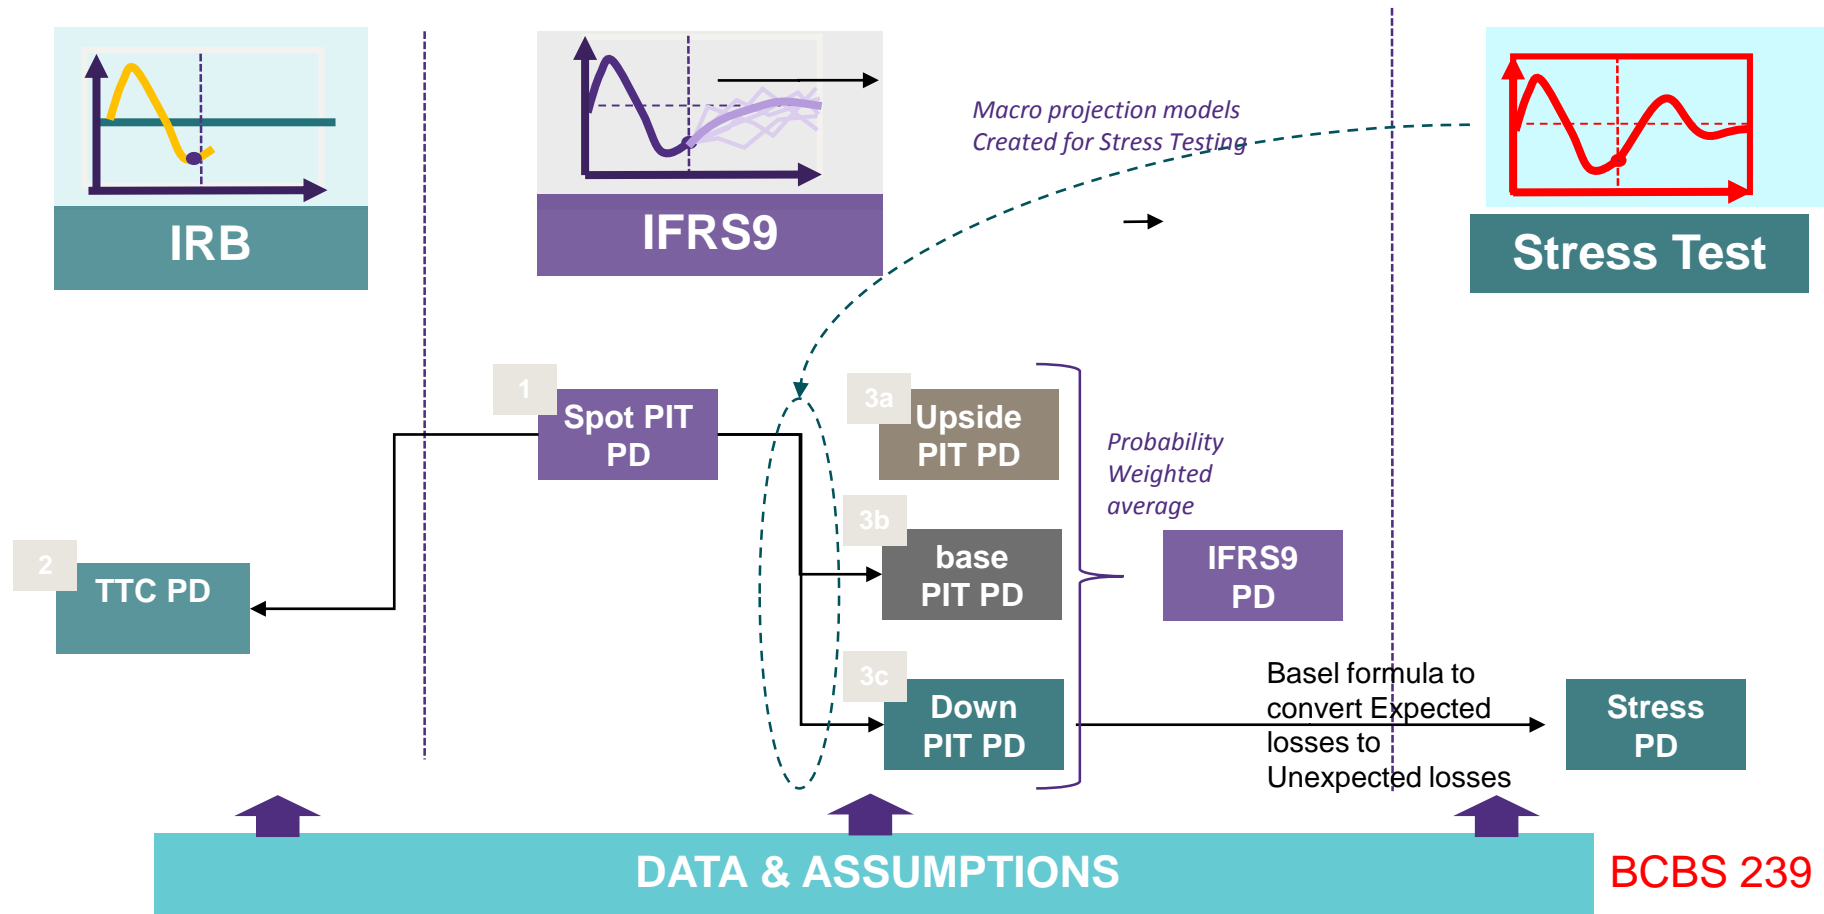 IRB
IFRS9
Macro projection models
Created for Stress Testing
Stress Test
1
Spot PIT
PD
2
TTC PD
3a
Upside
PIT PD
3b
base
PIT PD
3c
Down
PIT PD
Probability
Weighted
average
IFRS9
PD
Basel formula to
convert Expected
losses to
Unexpected losses
Stress
PD
DATA & ASSUMPTIONS
BCBS 239